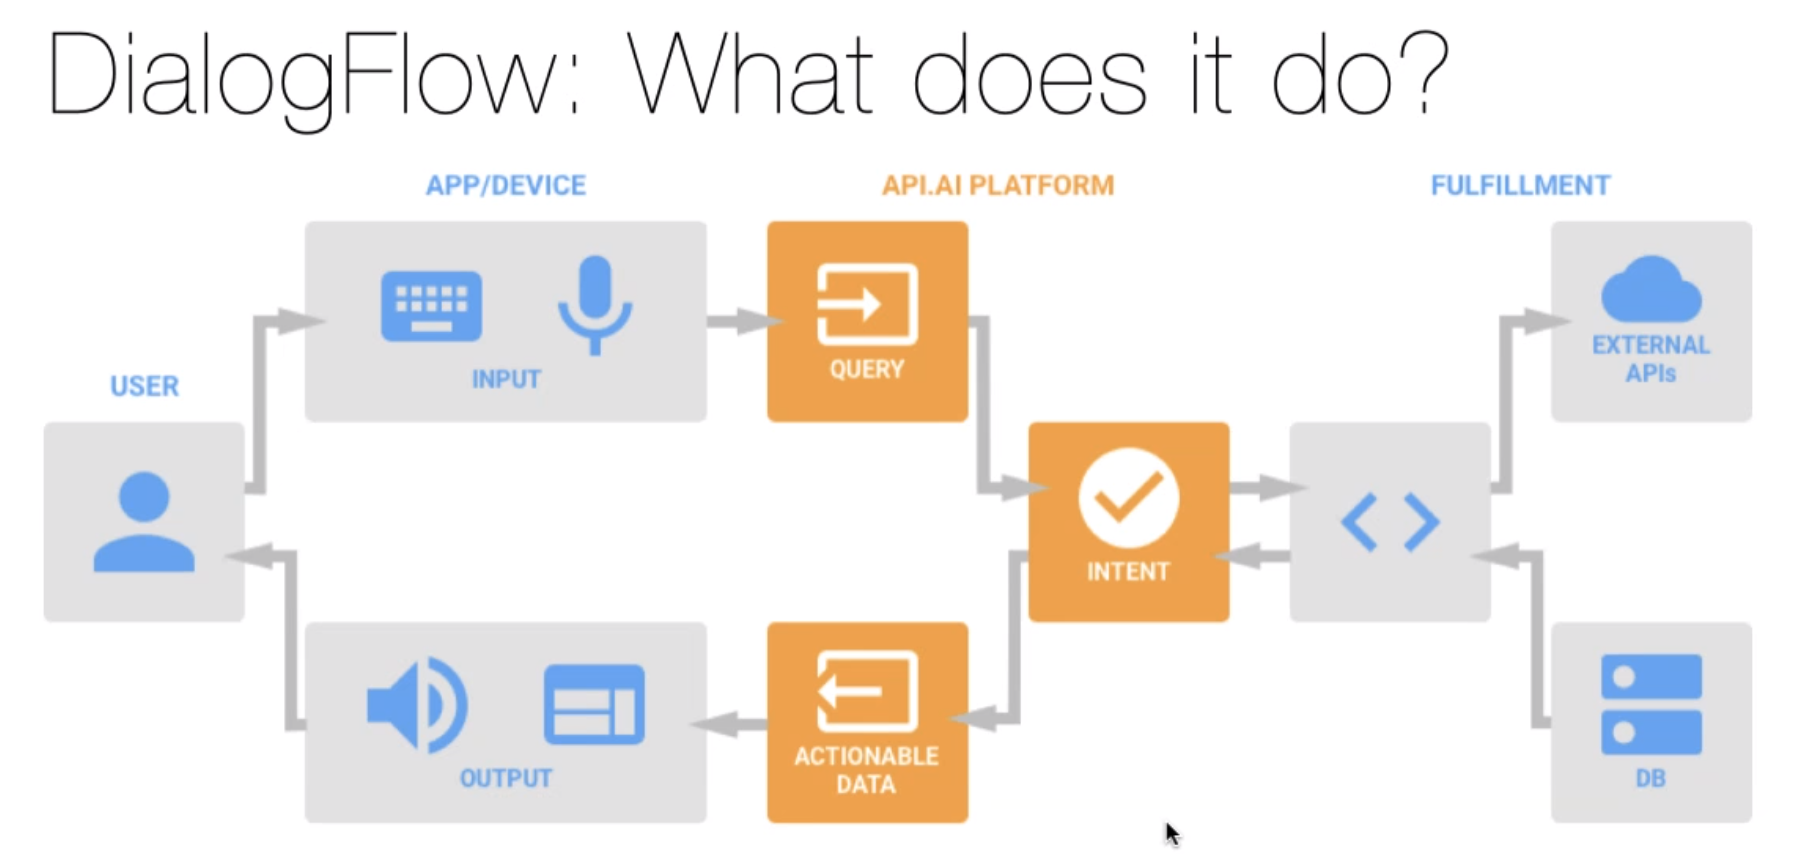 DialogFlow: What does it do?
APP/DEVICE
API.AI PLATFORM
FULFILLMENT
USER
INPUT
QUERY
EXTERNAL
APIs
INTENT
OUTPUT
ACTIONABLE
DATA
DB